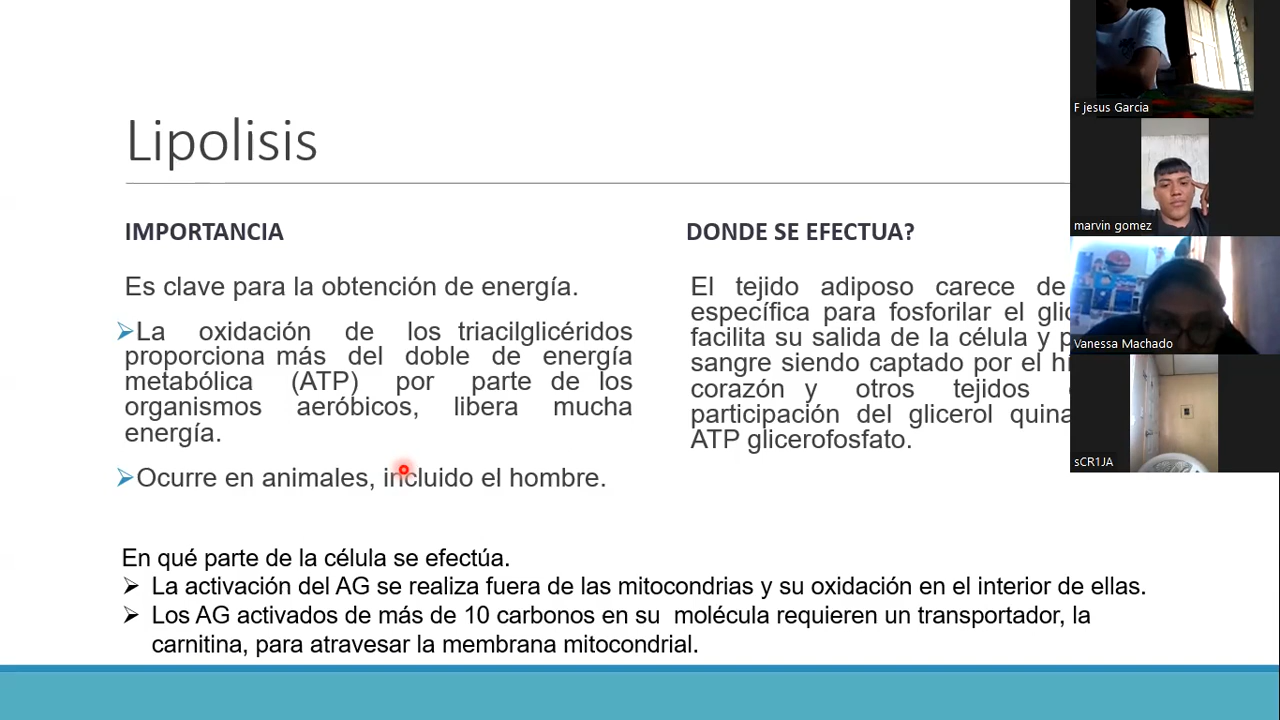 Lipolisis
IMPORTANCIA
Es clave para la obtención de energía.
La oxidación de los triacilglicéridos
proporciona más del doble de energía
metabólica (ATP) por parte de los
organismos aeróbicos, libera mucha
energía.
Ocurre en animales, incluido el hombre.
DONDE SE EFECTUA?
El tejido adiposo carece de
específica para fosforilar el
facilita su salida de la célula y
sangre siendo captado por el
corazón y otros tejidos
participación del glicerol
ATP glicerofosfato.
En qué parte de la célula se efectúa.
La activación del AG se realiza fuera de las mitocondrias y su oxidación en el interior de ellas.
Los AG activados de más de 10 carbonos en su molécula requieren un transportador, la
carnitina, para atravesar la membrana mitocondrial.
F jesus Garcia
marvin gomez
Vanessa Machado
sCR1JA